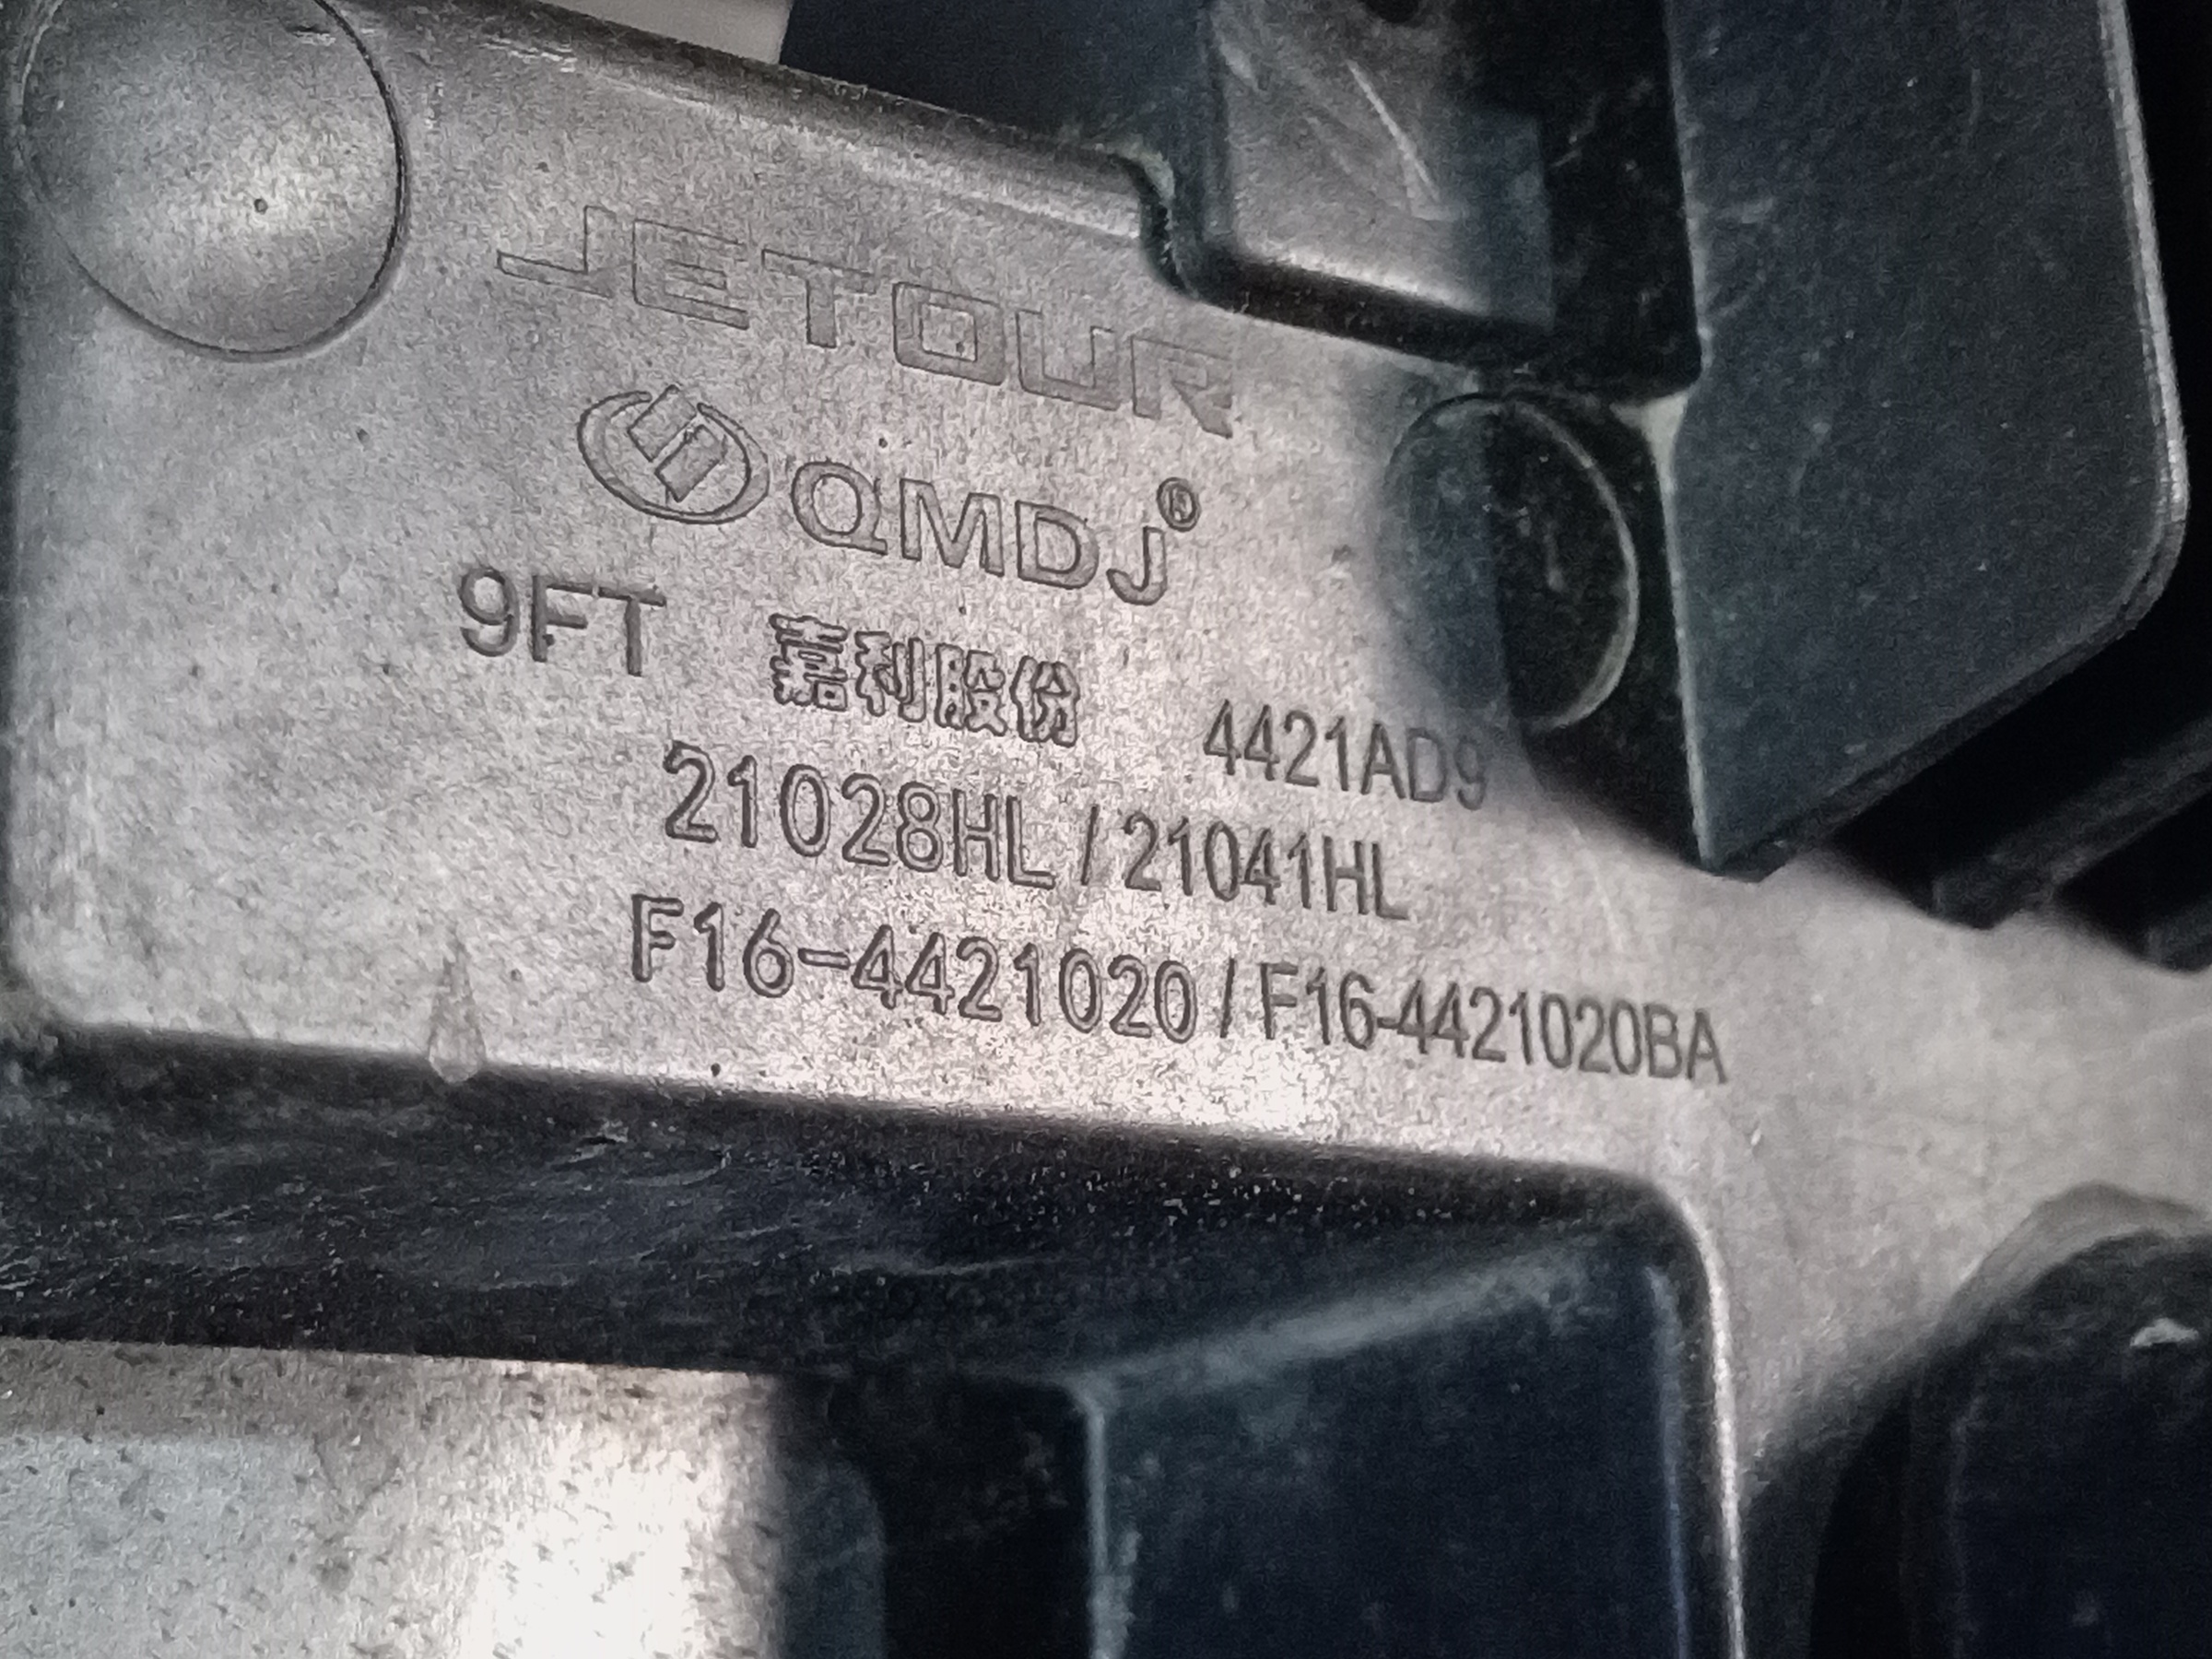 JETOUR
QMDJ®
9FT 嘉利股份 4421AD9
21028HL / 21041HL
F16-4421020 / F16-4421020BA